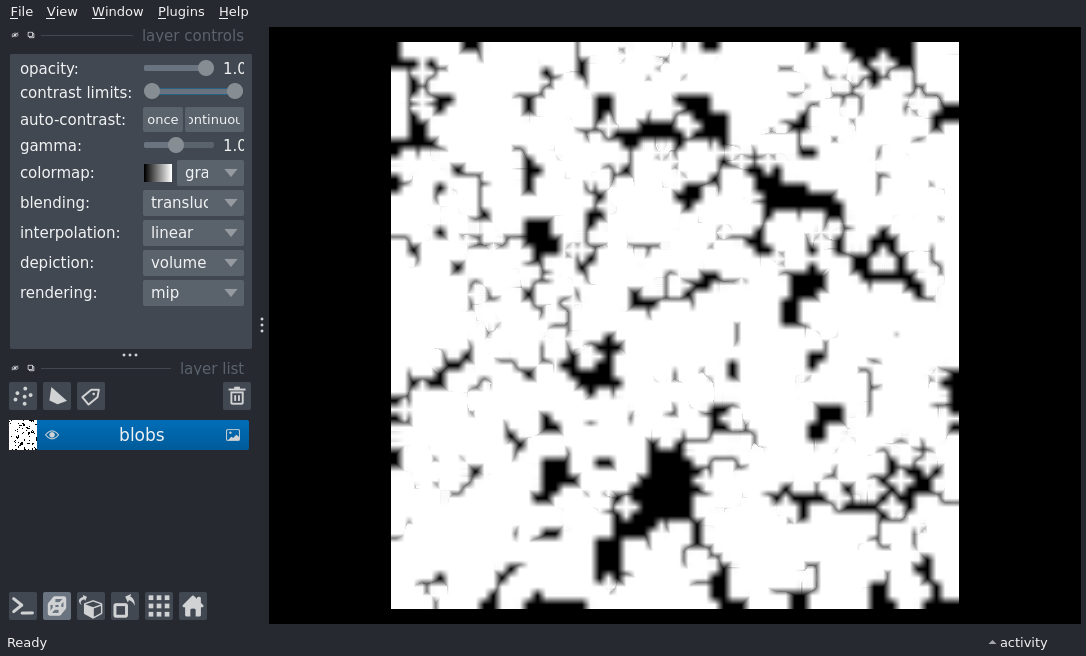 File View Window Plugins Help
layer controls
opacity: 1.0
contrast limits:
auto-contrast: once ontinuou
gamma: 1.0
colormap: gra
blending: transluc
interpolation: linear
depiction: volume
rendering: mip
layer list
blobs
Ready
activity